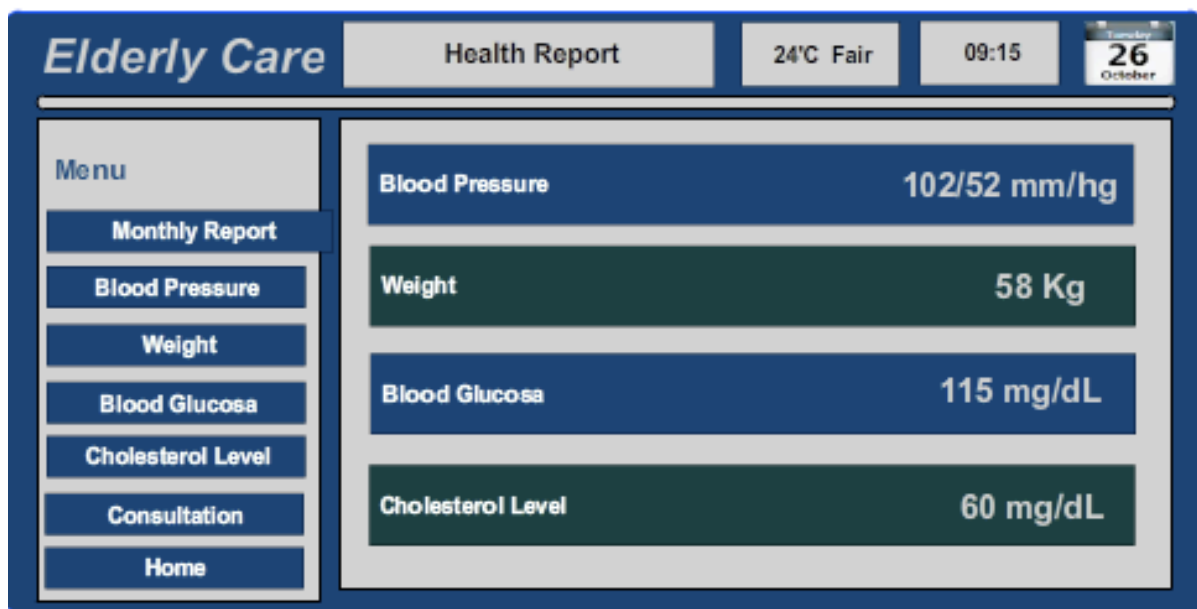 Elderly Care
Health Report
24'C Fair
09:15
Tuesday
26
October
Menu
Monthly Report
Blood Pressure
Weight
Blood Glucosa
Cholesterol Level
Consultation
Home
Blood Pressure 102/52 mm/hg
Weight 58 Kg
Blood Glucosa 115 mg/dL
Cholesterol Level 60 mg/dL